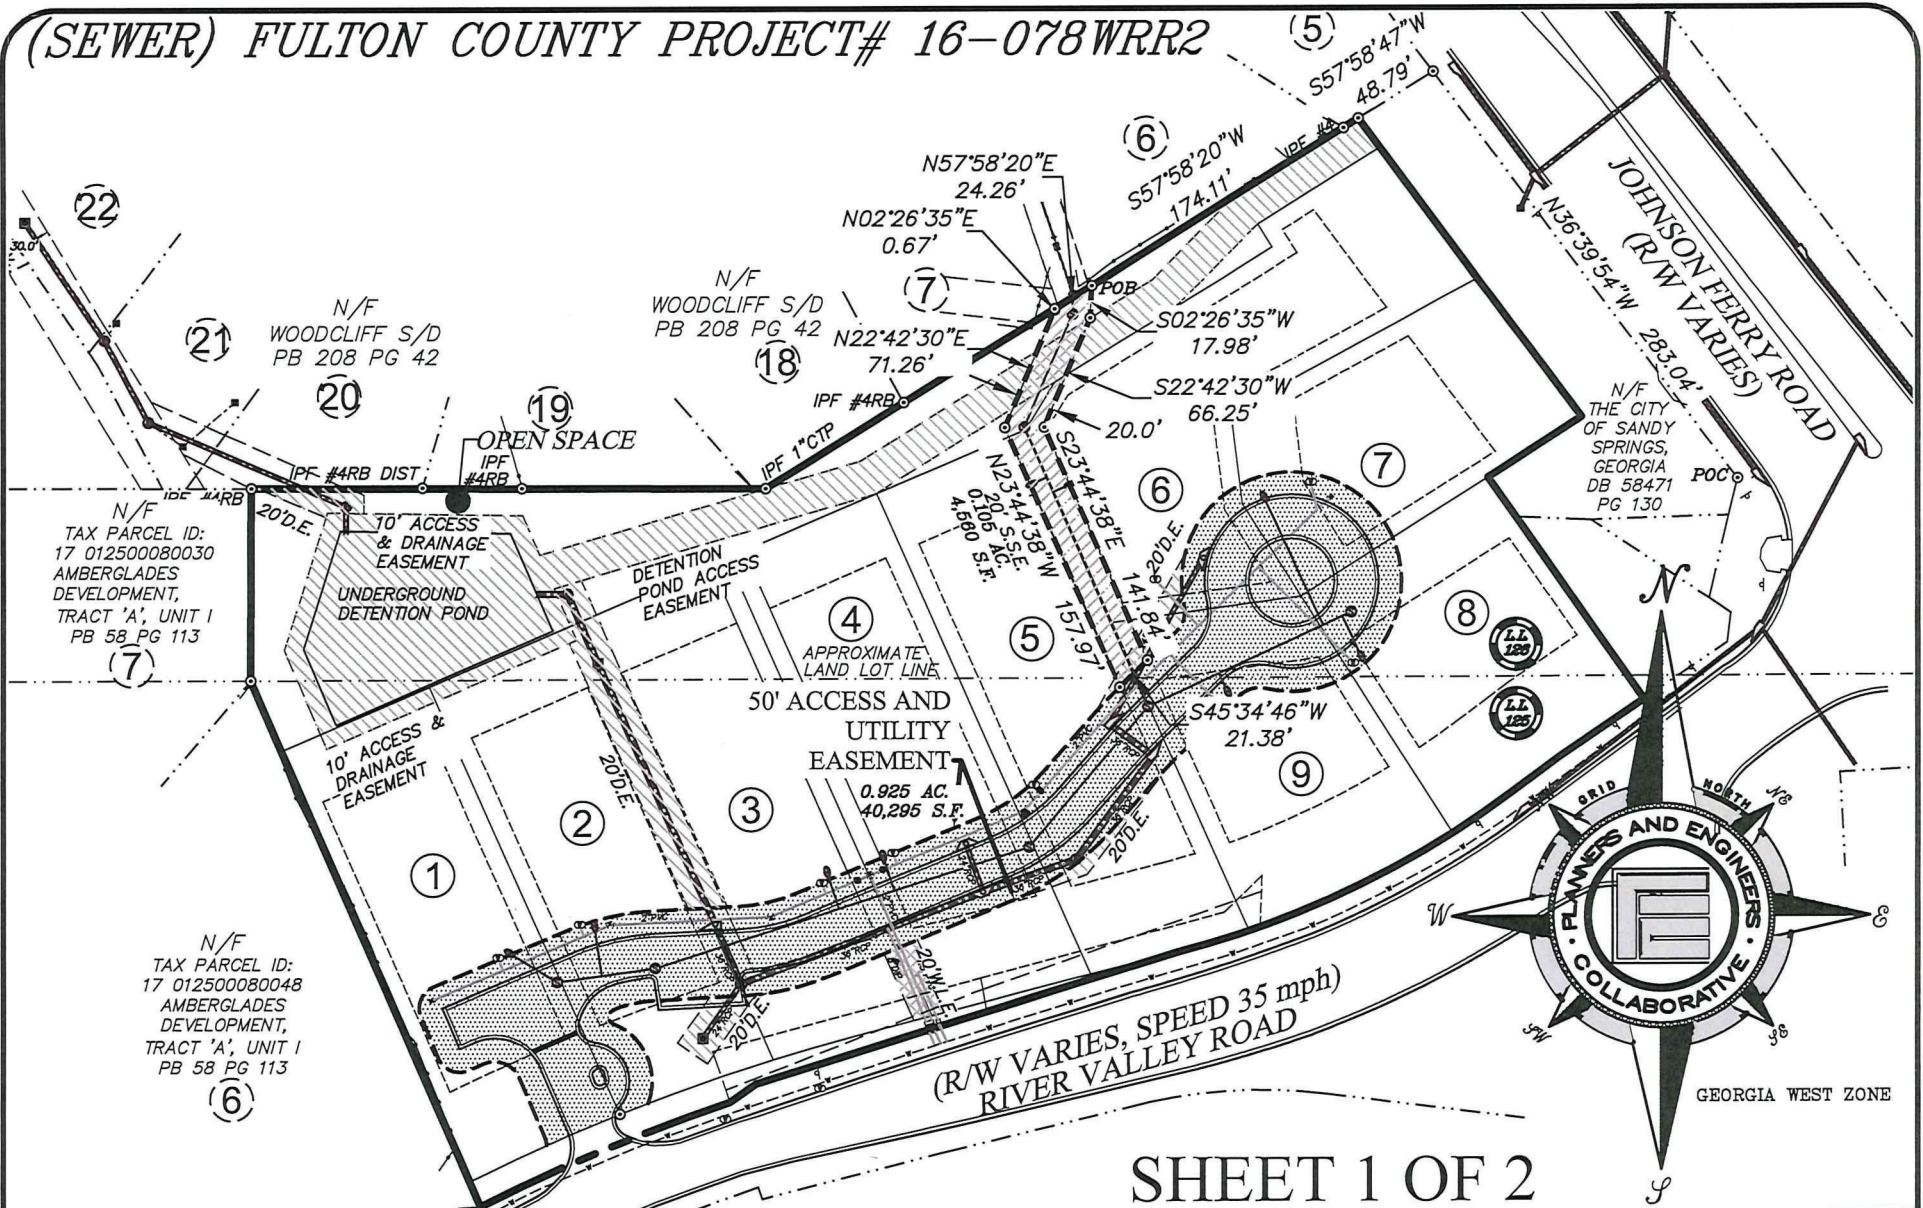 (SEWER) FULTON COUNTY PROJECT# 16-078WRR2
5
S57°58'47"W
48.79'
6
S57°58'20"W
174.11'
IPF #4
N57°58'20"E
24.26'
N02°26'35"E
0.67'
7
POB
S02°26'35"W
17.98'
N22°42'30"E
71.26'
S22°42'30"W
66.25'
20.0'
JOHNSON FERRY ROAD
(R/W VARIES)
N36°39'54"W 283.04'
N/F
THE CITY
OF SANDY
SPRINGS,
GEORGIA
DB 58471
PG 130
POC
22
30.0'
21
N/F
WOODCLIFF S/D
PB 208 PG 42
20
19
N/F
WOODCLIFF S/D
PB 208 PG 42
18
IPF #4RB
IPF 1"CTP
OPEN SPACE
IPF
#4RB
IPF #4RB DIST
IPF #4RB
20'D.E.
N/F
TAX PARCEL ID:
17 012500080030
AMBERGLADES
DEVELOPMENT,
TRACT 'A', UNIT I
PB 58 PG 113
7
10' ACCESS
& DRAINAGE
EASEMENT
UNDERGROUND
DETENTION POND
DETENTION
POND ACCESS
EASEMENT
10' ACCESS &
DRAINAGE
EASEMENT
S23°44'38"E
141.84'
N23°44'38"W
157.97'
20' S.S.E.
0.105 AC.
4,560 S.F.
20'D.E.
6
7
8
LL
126
LL
125
4
APPROXIMATE
LAND LOT LINE
5
S45°34'46"W
21.38'
9
50' ACCESS AND
UTILITY
EASEMENT
0.925 AC.
40,295 S.F.
3
2
1
20'D.E.
20'D.E.
20'D.E.
20'W.
2"PVC
36"RCP
N/F
TAX PARCEL ID:
17 012500080048
AMBERGLADES
DEVELOPMENT,
TRACT 'A', UNIT I
PB 58 PG 113
6
(R/W VARIES, SPEED 35 mph)
RIVER VALLEY ROAD
N
GRID NORTH
NE
E
SE
S
SW
W
PLANNERS AND ENGINEERS
COLLABORATIVE
GEORGIA WEST ZONE
SHEET 1 OF 2